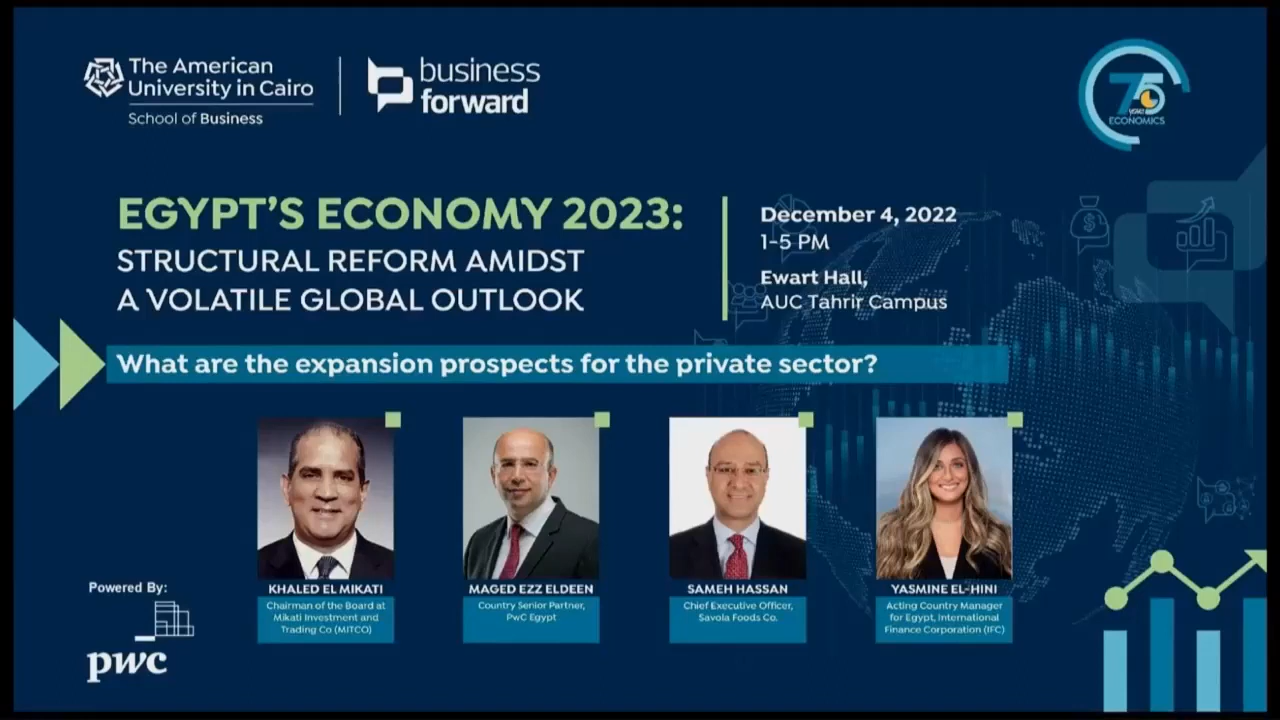 The American
University in Cairo
School of Business
business
forward
75
YEARS
ECONOMICS
EGYPT'S ECONOMY 2023:
STRUCTURAL REFORM AMIDST
A VOLATILE GLOBAL OUTLOOK
December 4, 2022
1-5 PM
Ewart Hall,
AUC Tahrir Campus
What are the expansion prospects for the private sector?
KHALED EL MIKATI
Chairman of the Board at
Mikati Investment and
Trading Co (MITCO)
MAGED EZZ ELDEEN
Country Senior Partner,
PwC Egypt
SAMEH HASSAN
Chief Executive Officer,
Savola Foods Co.
YASMINE EL-HINI
Acting Country Manager
for Egypt, International
Finance Corporation (IFC)
Powered By:
pwc